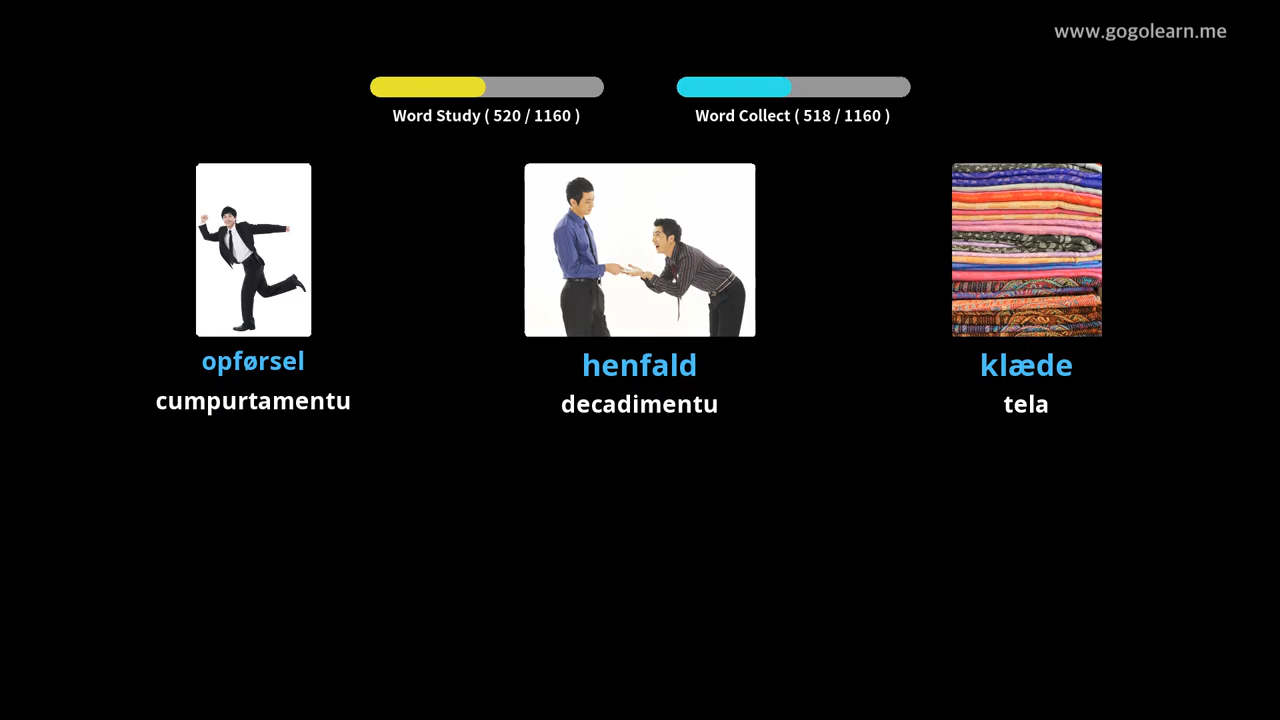 www.gogolearn.me
Word Study ( 520 / 1160 )
Word Collect ( 518 / 1160 )
opførsel
cumpurtamentu
henfald
decadimentu
klæde
tela